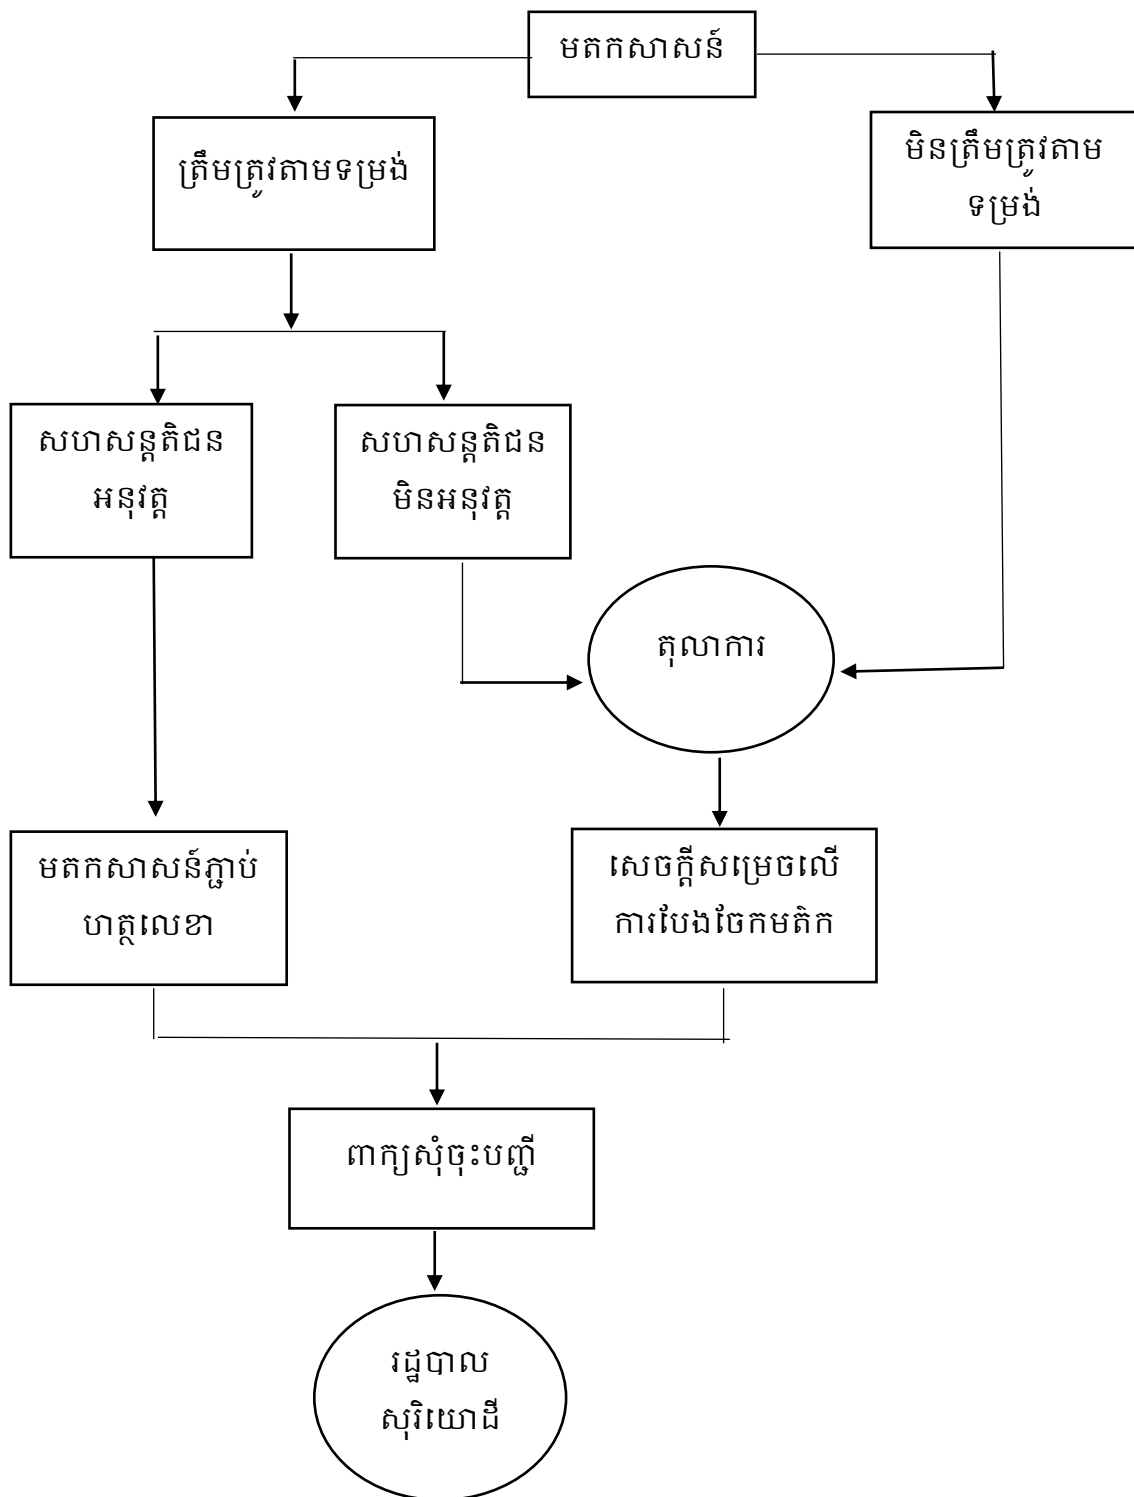 មតកសាសន៍
ត្រឹមត្រូវតាមទម្រង់
មិនត្រឹមត្រូវតាម
ទម្រង់
សហសន្តតិជន
អនុវត្ត
សហសន្តតិជន
មិនអនុវត្ត
តុលាការ
មតកសាសន៍ភ្ជាប់
ហត្ថលេខា
សេចក្តីសម្រេចលើ
ការបែងចែកមត៌ក
ពាក្យសុំចុះបញ្ជី
រដ្ឋបាល
សុរិយោដី